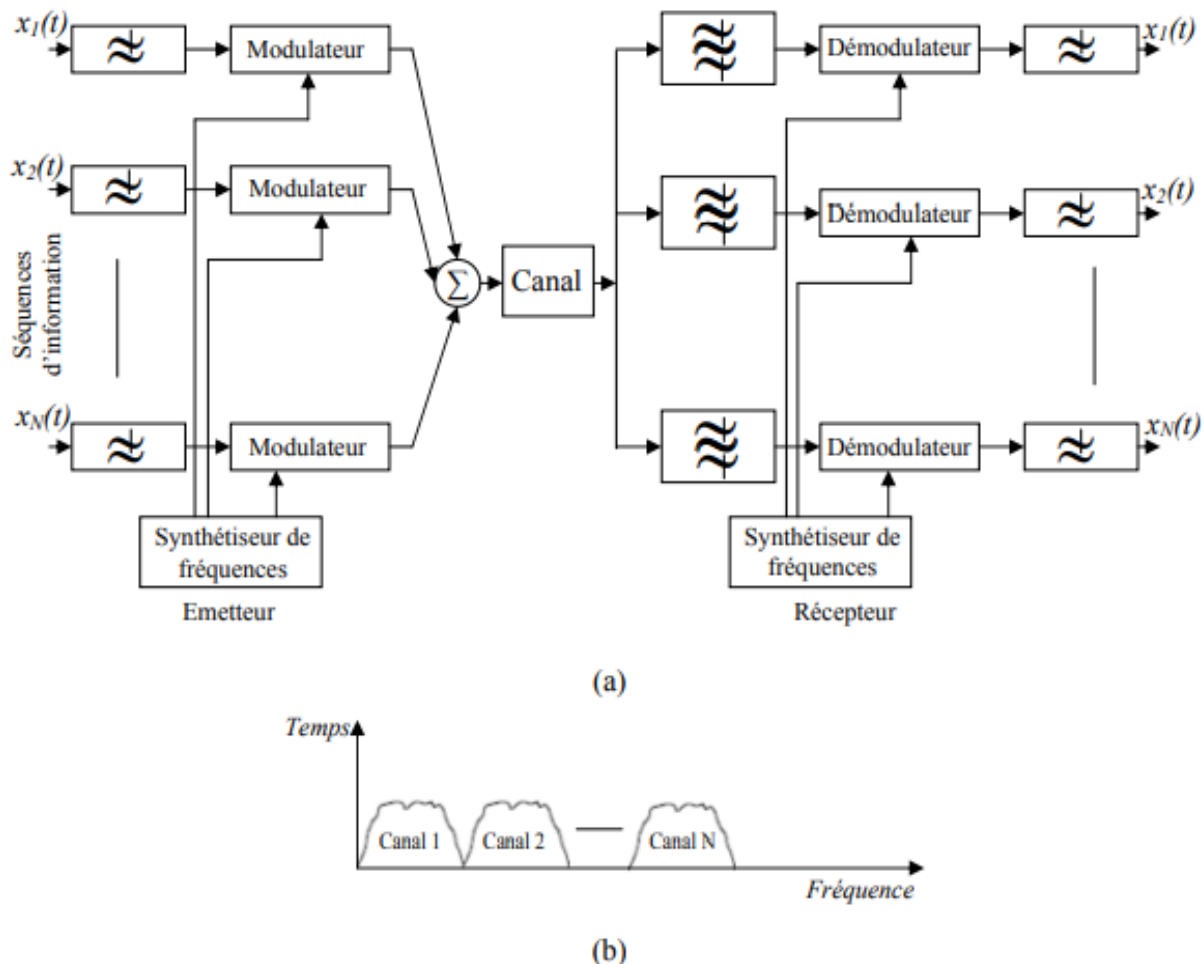 x1(t)
Modulateur
Démodulateur
x1(t)
x2(t)
Modulateur
Démodulateur
x2(t)
Séquences
d'information
Σ
Canal
xN(t)
Modulateur
Démodulateur
xN(t)
Synthétiseur de
fréquences
Synthétiseur de
fréquences
Emetteur
Récepteur
(a)
Temps
Canal 1
Canal 2
Canal N
Fréquence
(b)